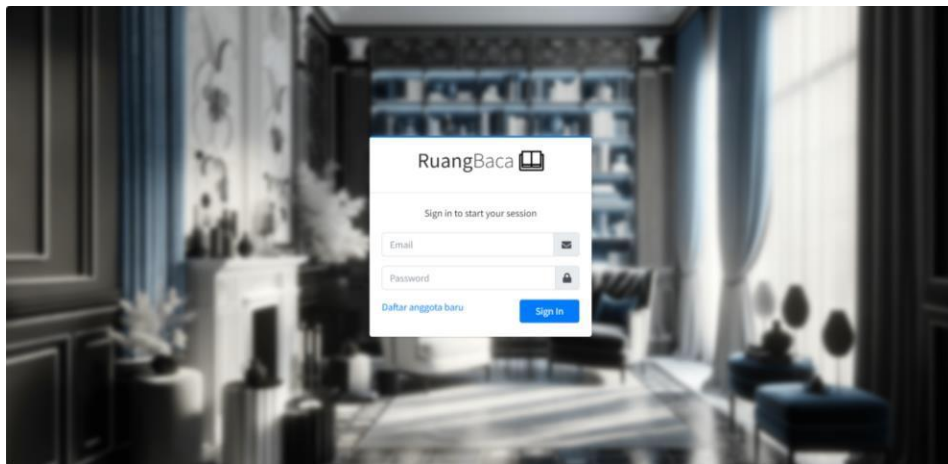 RuangBaca
Sign in to start your session
Email
Password
Daftar anggota baru
Sign In